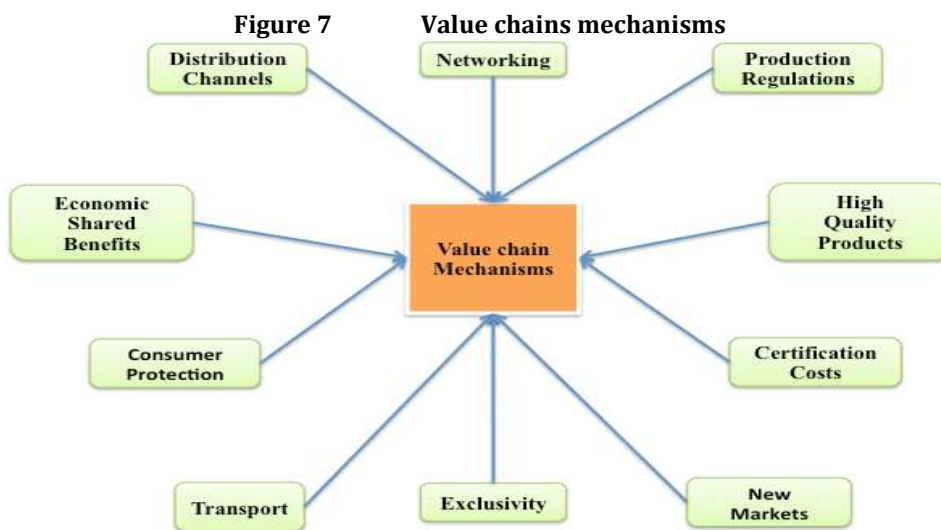 Figure 7 Value chains mechanisms
Distribution
Channels
Networking
Production
Regulations
Economic
Shared
Benefits
High
Quality
Products
Value chain
Mechanisms
Consumer
Protection
Certification
Costs
Transport
Exclusivity
New
Markets